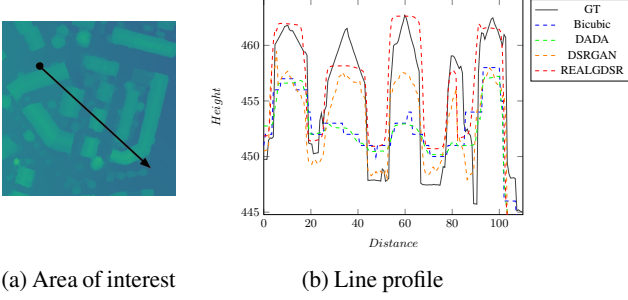 460
455
450
445
Height
0
20
40
60
80
100
Distance
GT
Bicubic
DADA
DSRGAN
REALGDSR
(a) Area of interest
(b) Line profile